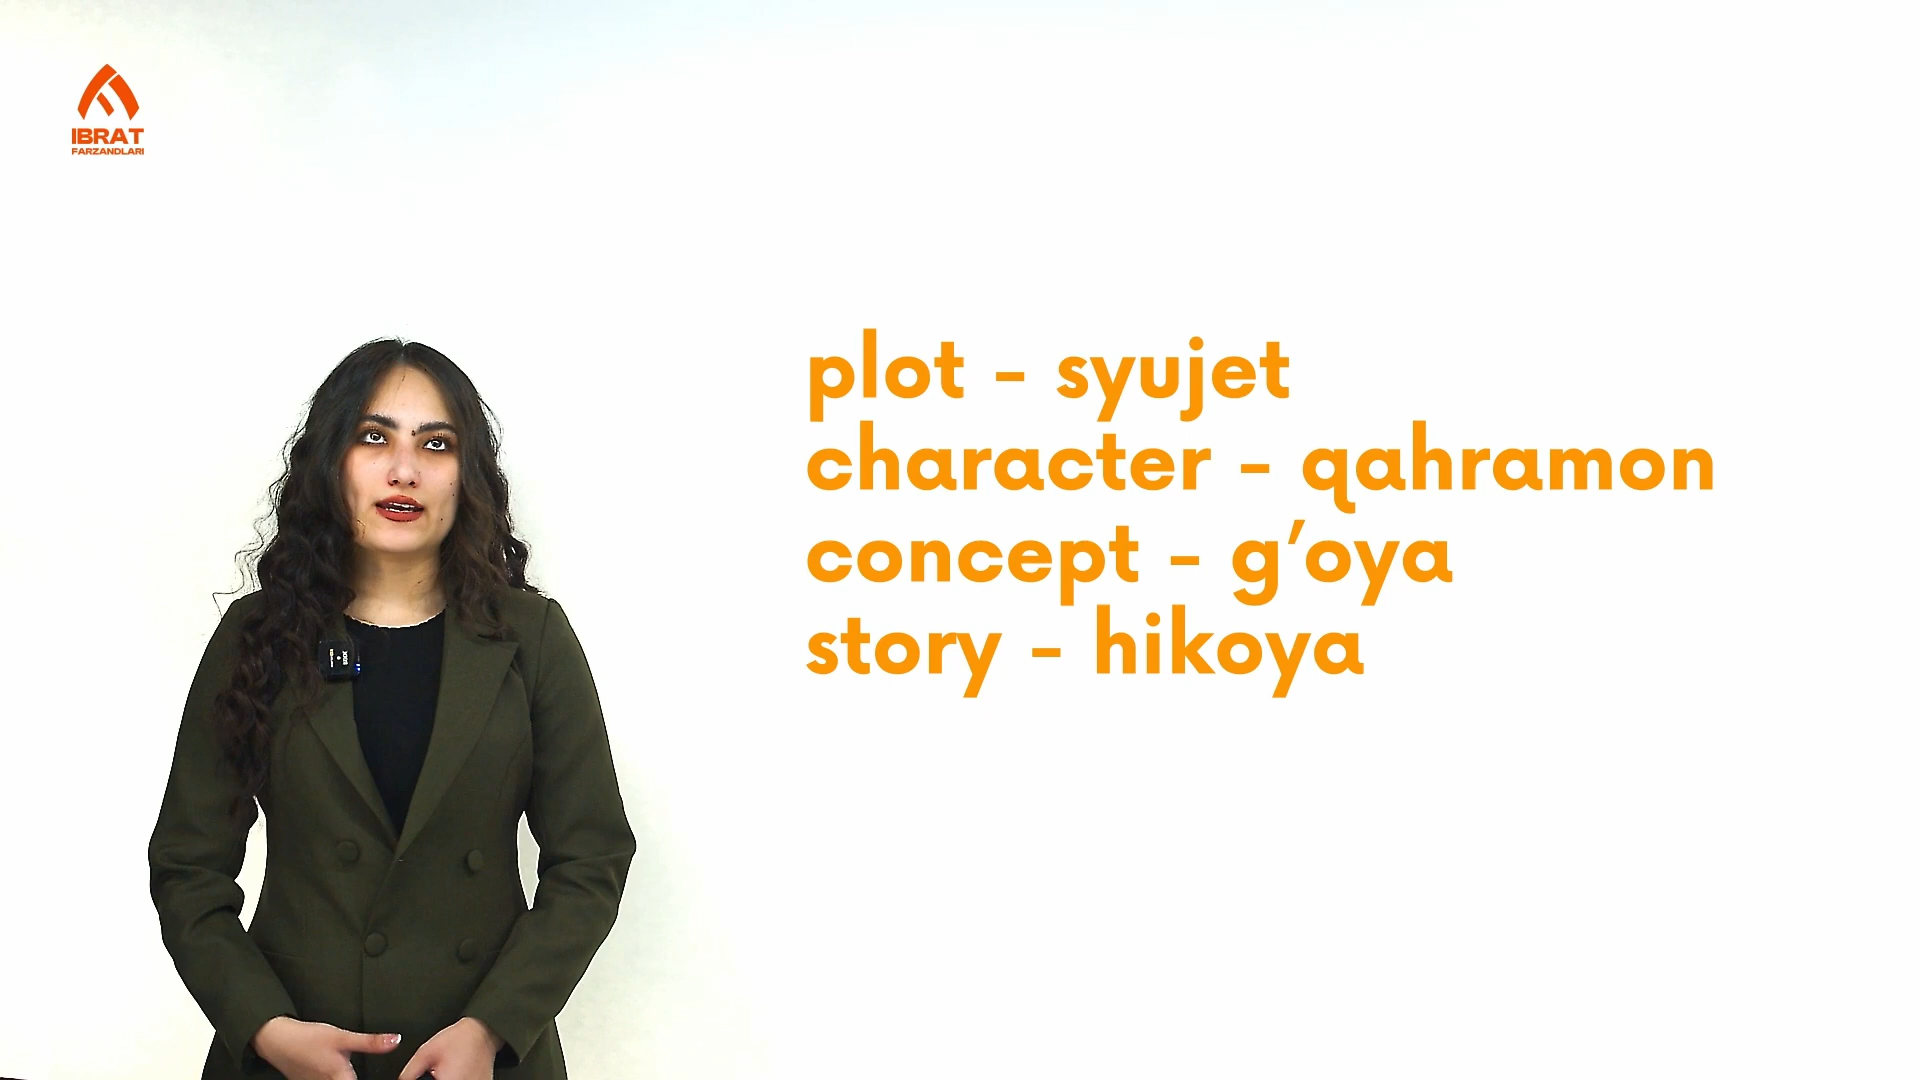 IBRAT
FARZANDLARI
plot - syujet
character - qahramon
concept - g’oya
story - hikoya